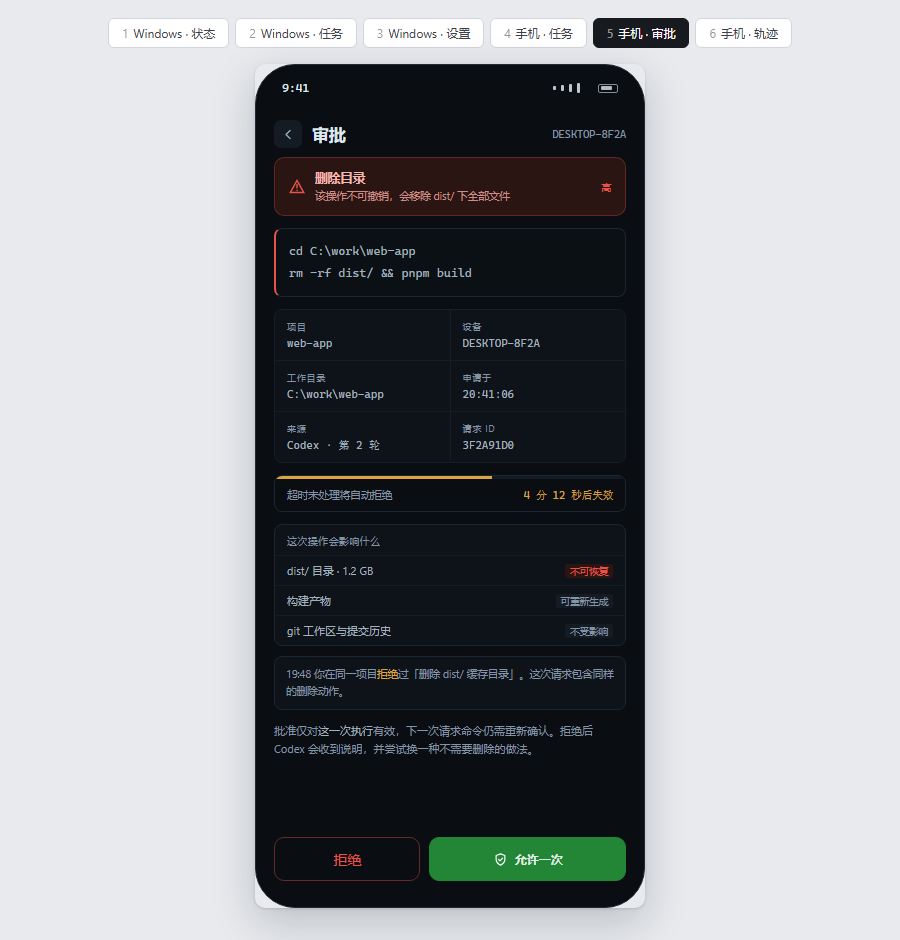 1 Windows · 状态
2 Windows · 任务
3 Windows · 设置
4 手机 · 任务
5 手机 · 审批
6 手机 · 轨迹
9:41
审批
DESKTOP-8F2A
删除目录
该操作不可撤销，会移除 dist/ 下全部文件
高
cd C:\work\web-app
rm -rf dist/ && pnpm build
项目
设备
web-app
DESKTOP-8F2A
工作目录
申请于
C:\work\web-app
20:41:06
来源
请求 ID
Codex · 第 2 轮
3F2A91D0
超时未处理将自动拒绝
4 分 12 秒后失效
这次操作会影响什么
dist/ 目录 · 1.2 GB
不可恢复
构建产物
可重新生成
git 工作区与提交历史
不受影响
19:48 你在同一项目拒绝过「删除 dist/ 缓存目录」。这次请求包含同样
的删除动作。
批准仅对这一次执行有效，下一次请求命令仍需重新确认。拒绝后
Codex 会收到说明，并尝试换一种不需要删除的做法。
拒绝
允许一次